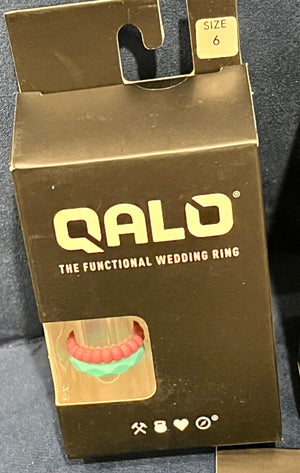 SIZE
6
QALO®
THE FUNCTIONAL WEDDING RING